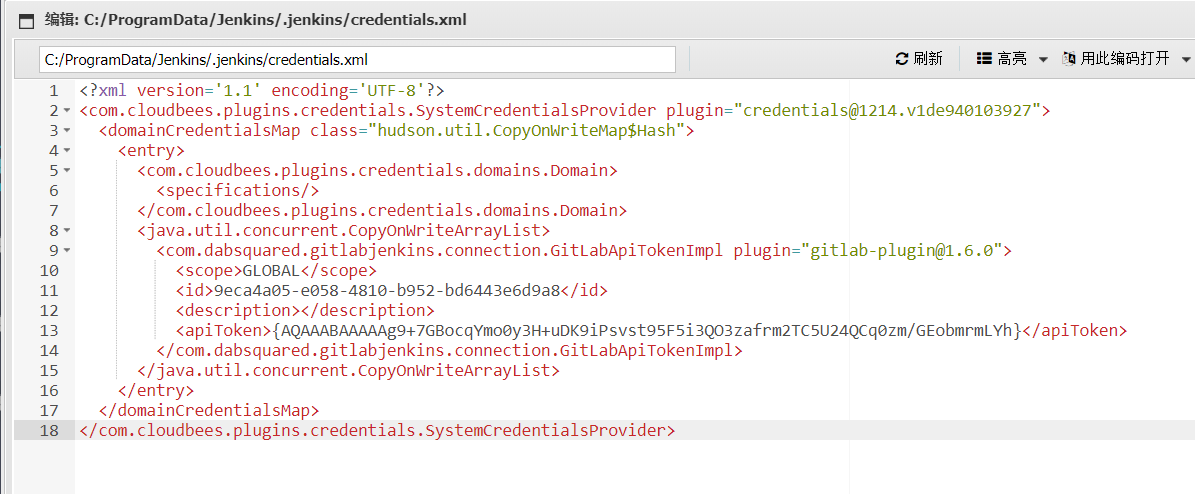 编辑: C:/ProgramData/Jenkins/.jenkins/credentials.xml
C:/ProgramData/Jenkins/.jenkins/credentials.xml 刷新 高亮 用此编码打开
1 <?xml version='1.1' encoding='UTF-8'?>
2 <com.cloudbees.plugins.credentials.SystemCredentialsProvider plugin="credentials@1214.v1de940103927">
3 <domainCredentialsMap class="hudson.util.CopyOnWriteMap$Hash">
4 <entry>
5 <com.cloudbees.plugins.credentials.domains.Domain>
6 <specifications/>
7 </com.cloudbees.plugins.credentials.domains.Domain>
8 <java.util.concurrent.CopyOnWriteArrayList>
9 <com.dabsquared.gitlabjenkins.connection.GitLabApiTokenImpl plugin="gitlab-plugin@1.6.0">
10 <scope>GLOBAL</scope>
11 <id>9eca4a05-e058-4810-b952-bd6443e6d9a8</id>
12 <description></description>
13 <apiToken>{AQAAABAAAAAg9+7GBocqYmo0y3H+uDK9iPsvst95F5i3QO3zafrm2TC5U24QCq0zm/GEobmrmLYh}</apiToken>
14 </com.dabsquared.gitlabjenkins.connection.GitLabApiTokenImpl>
15 </java.util.concurrent.CopyOnWriteArrayList>
16 </entry>
17 </domainCredentialsMap>
18 </com.cloudbees.plugins.credentials.SystemCredentialsProvider>